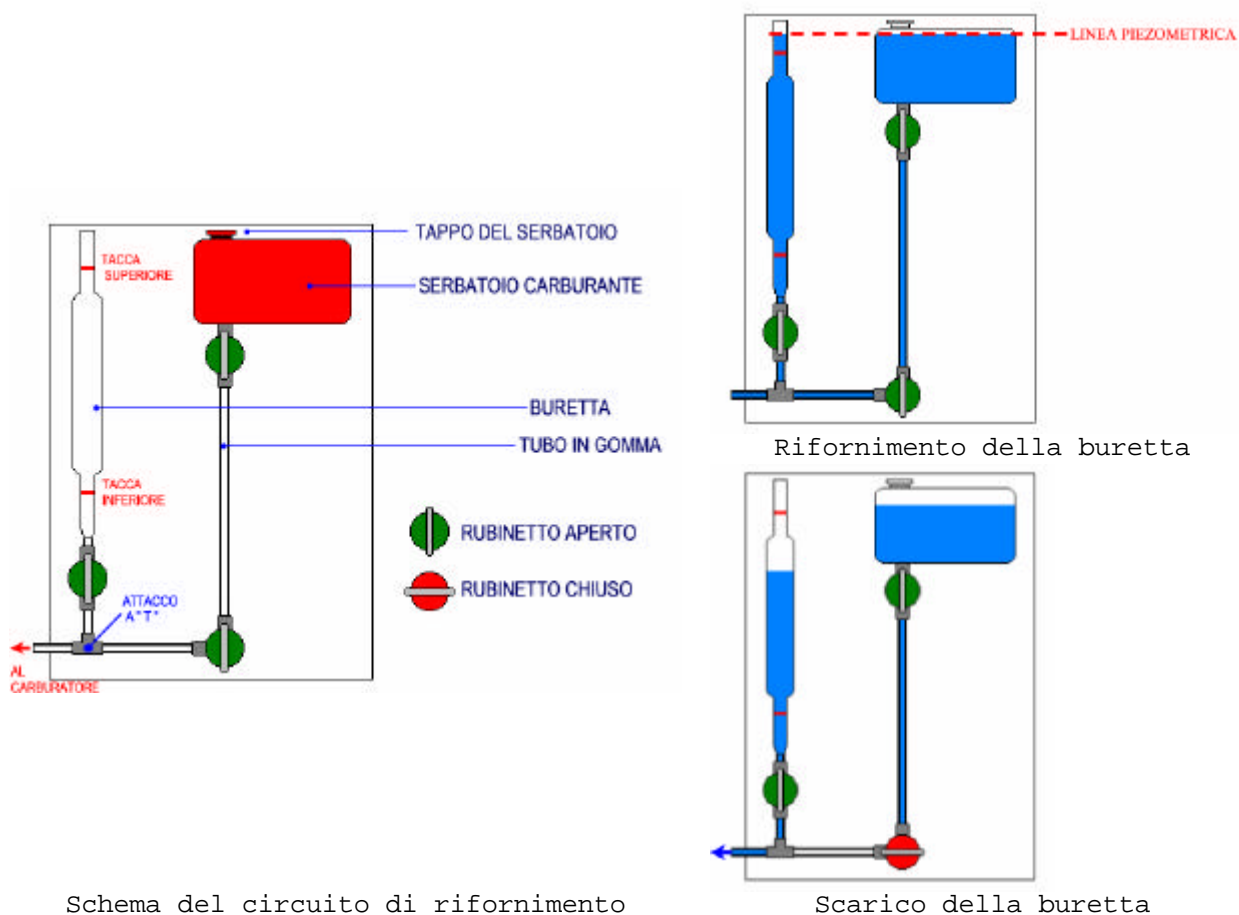 LINEA PIEZOMETRICA
Rifornimento della buretta
TACCA
SUPERIORE
TAPPO DEL SERBATOIO
SERBATOIO CARBURANTE
BURETTA
TUBO IN GOMMA
TACCA
INFERIORE
RUBINETTO APERTO
RUBINETTO CHIUSO
ATTACCO
A "T"
AL
CARBURATORE
Schema del circuito di rifornimento
Scarico della buretta